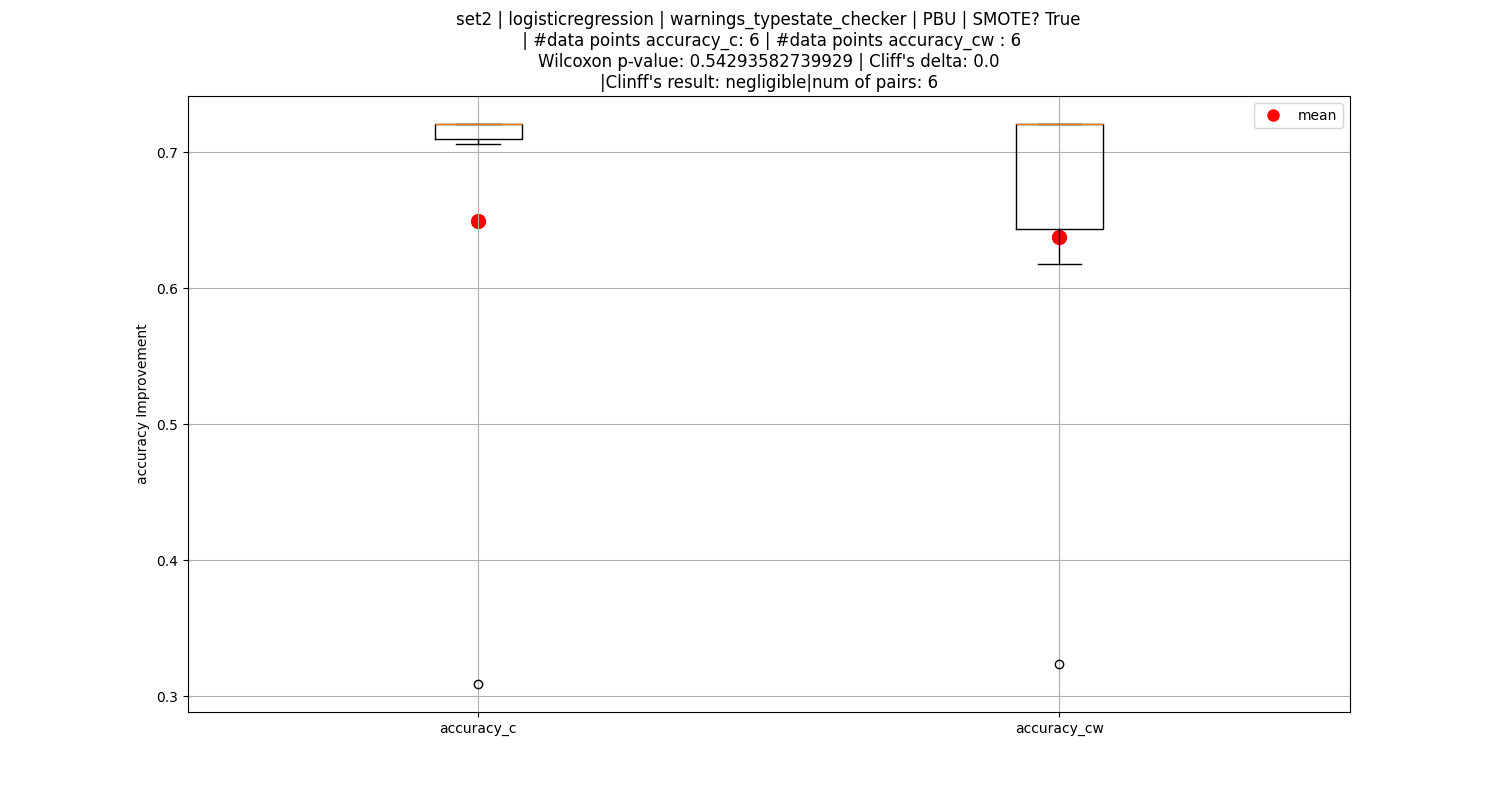 set2 | logisticregression | warnings_typestate_checker | PBU | SMOTE? True
| #data points accuracy_c: 6 | #data points accuracy_cw : 6
Wilcoxon p-value: 0.54293582739929 | Cliff's delta: 0.0
|Clinff's result: negligible|num of pairs: 6
mean
0.7
0.6
0.5
0.4
0.3
accuracy Improvement
accuracy_c
accuracy_cw